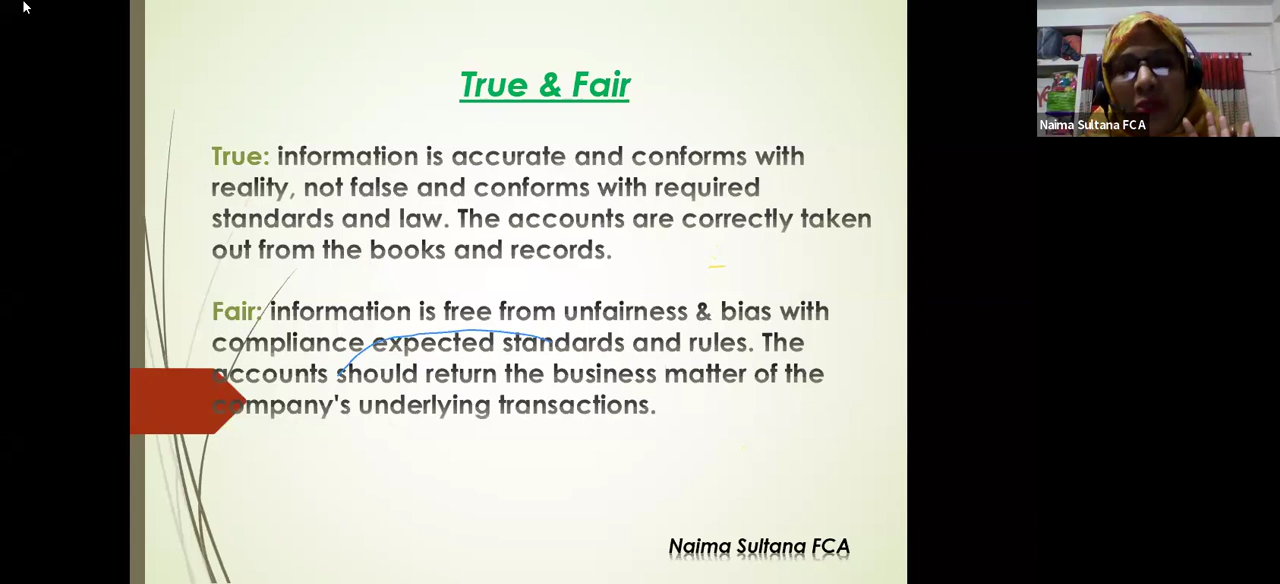 True & Fair
True: information is accurate and conforms with
reality, not false and conforms with required
standards and law. The accounts are correctly taken
out from the books and records.
Fair: information is free from unfairness & bias with
compliance expected standards and rules. The
accounts should return the business matter of the
company's underlying transactions.
Naima Sultana FCA
Naima Sultana FCA